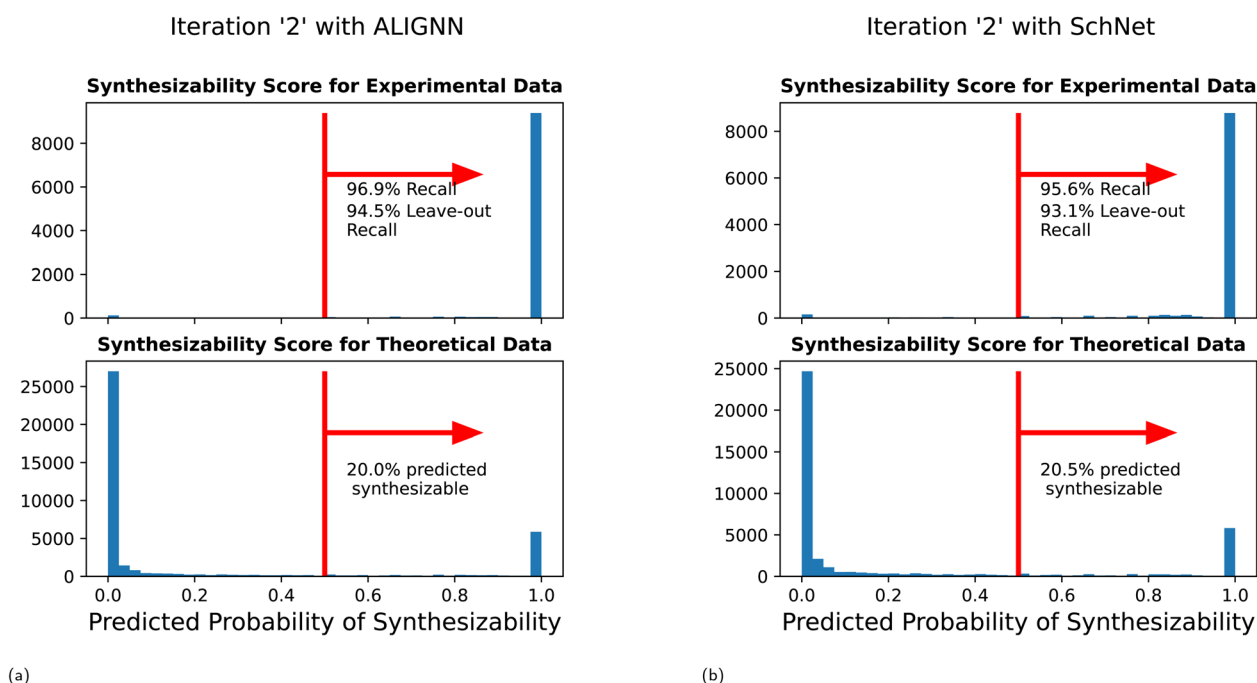 Iteration '2' with ALIGNN
Synthesizability Score for Experimental Data
8000
6000
4000
2000
0
96.9% Recall
94.5% Leave-out
Recall
Synthesizability Score for Theoretical Data
25000
20000
15000
10000
5000
0
20.0% predicted
synthesizable
0.0 0.2 0.4 0.6 0.8 1.0
Predicted Probability of Synthesizability
(a)
Iteration '2' with SchNet
Synthesizability Score for Experimental Data
8000
6000
4000
2000
0
95.6% Recall
93.1% Leave-out
Recall
Synthesizability Score for Theoretical Data
25000
20000
15000
10000
5000
0
20.5% predicted
synthesizable
0.0 0.2 0.4 0.6 0.8 1.0
Predicted Probability of Synthesizability
(b)